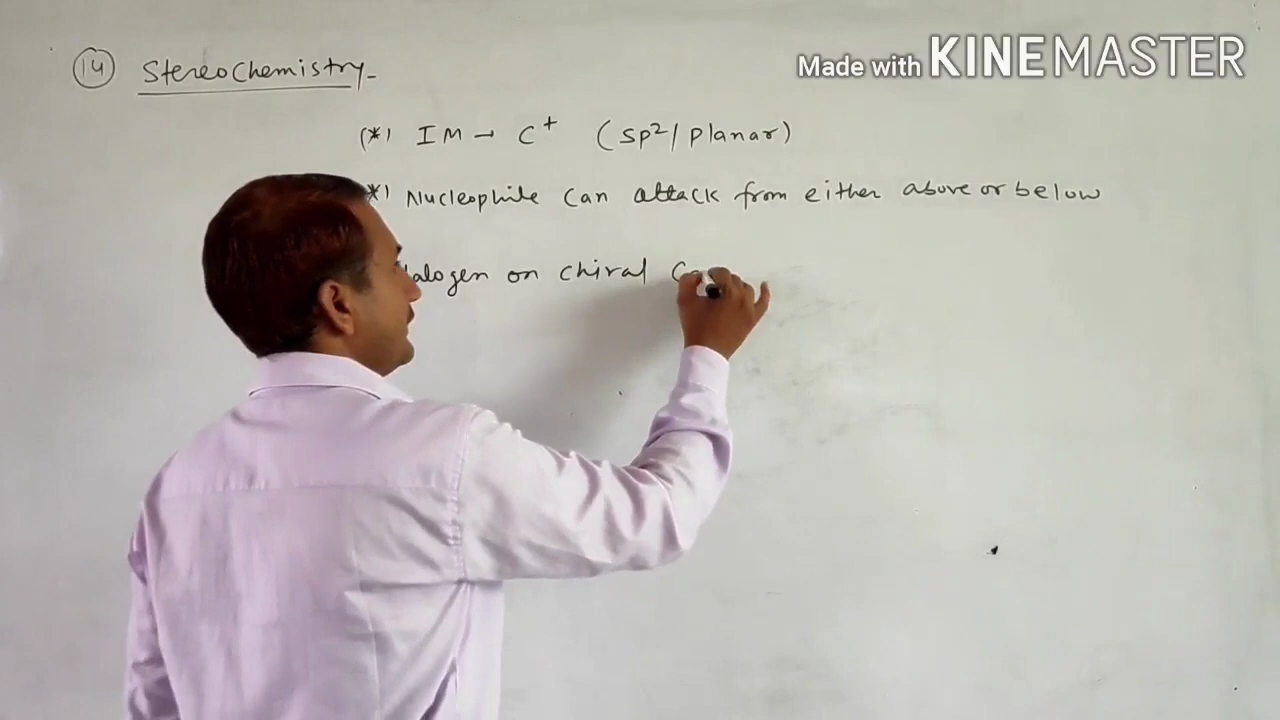 14 Stereochemistry-
Made with KINEMASTER
(*) IM → C+ (sp²/planar)
*) Nucleophile can attack from either above or below
alogen on chiral